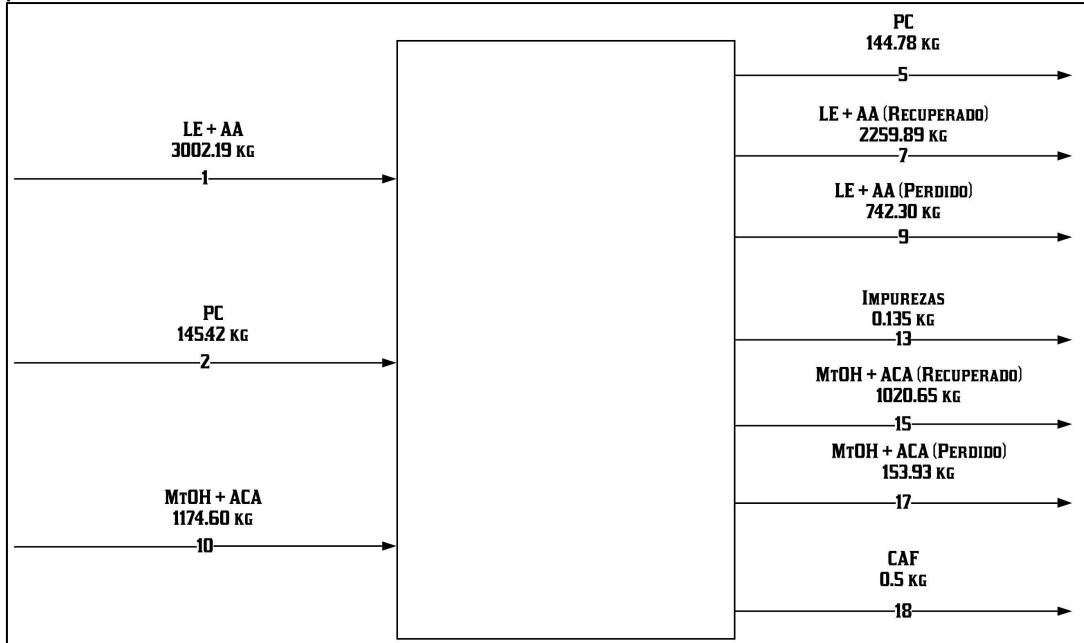 LE + AA
3002.19 KG
1
PC
145.42 KG
2
MTOH + ACA
1174.60 KG
10
PC
144.78 KG
5
LE + AA (RECUPERADO)
2259.89 KG
7
LE + AA (PERDIDO)
742.30 KG
9
IMPUREZAS
0.135 KG
13
MTOH + ACA (RECUPERADO)
1020.65 KG
15
MTOH + ACA (PERDIDO)
153.93 KG
17
CAF
0.5 KG
18